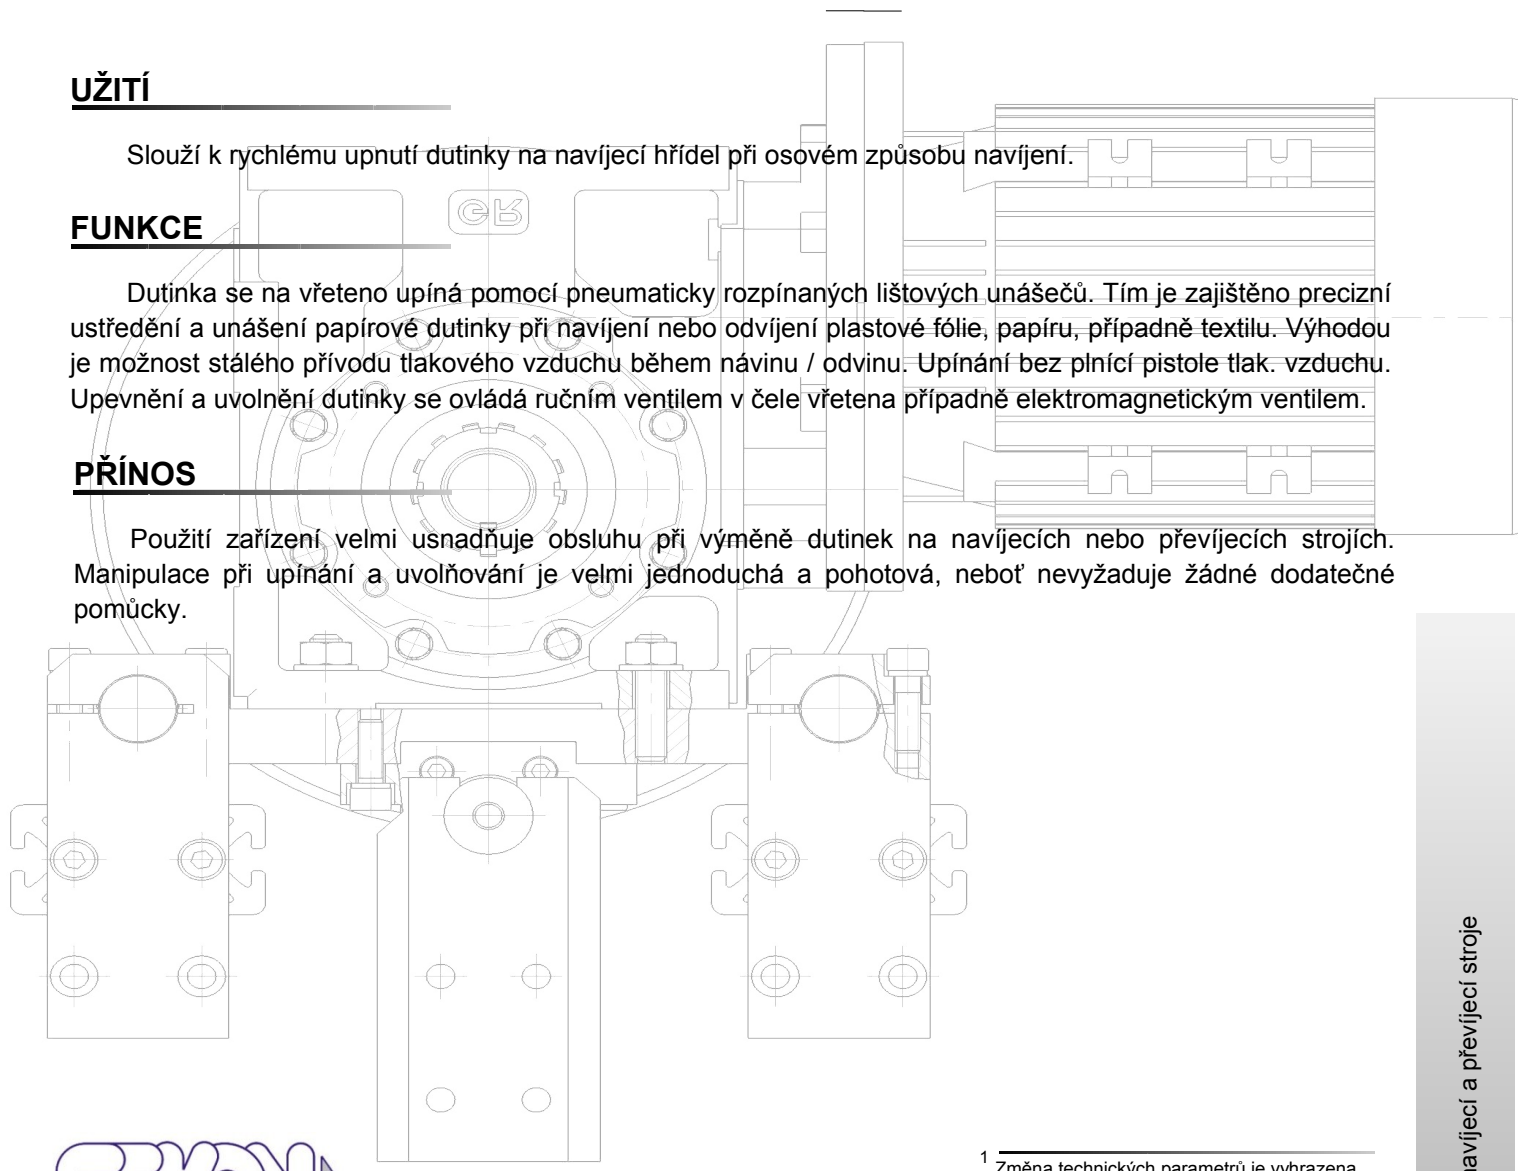 UŽITÍ
Slouží k rychlému upnutí dutinky na navíjecí hřídel při osovém způsobu navíjení.
GR
FUNKCE
Dutinka se na vřeteno upíná pomocí pneumaticky rozpínaných lištových unášečů. Tím je zajištěno precizní
ustředění a unášení papírové dutinky při navíjení nebo odvíjení plastové fólie, papíru, případně textilu. Výhodou
je možnost stálého přívodu tlakového vzduchu během návinu / odvinu. Upínání bez plnící pistole tlak. vzduchu.
Upevnění a uvolnění dutinky se ovládá ručním ventilem v čele vřetena případně elektromagnetickým ventilem.
PŘÍNOS
Použití zařízení velmi usnadňuje obsluhu při výměně dutinek na navíjecích nebo převíjecích strojích.
Manipulace při upínání a uvolňování je velmi jednoduchá a pohotová, neboť nevyžaduje žádné dodatečné
pomůcky.
avíjecí a převíjecí stroje
1 Změna technických parametrů je vyhrazena